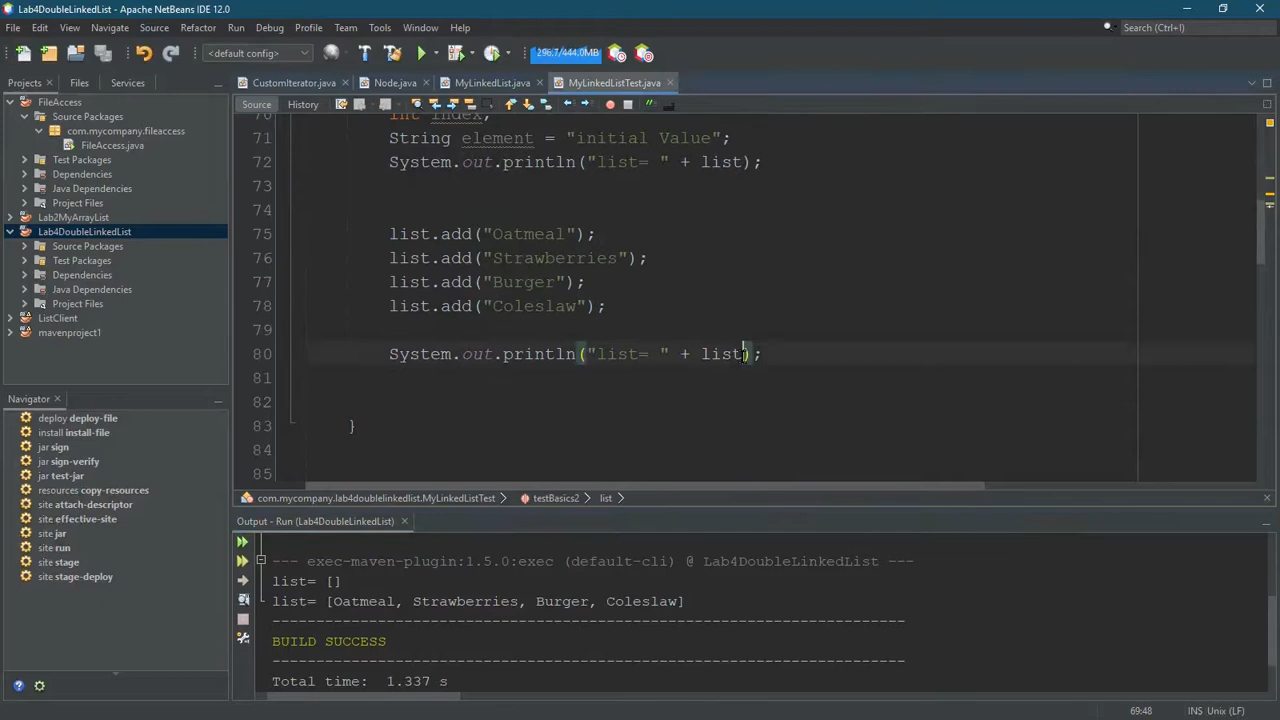 Lab4DoubleLinkedList - Apache NetBeans IDE 12.0
File Edit View Navigate Source Refactor Run Debug Profile Team Tools Window Help
Search (Ctrl+I)
<default config>
296.7/444.0MB
Projects Files Services
CustomIterator.java Node.java MyLinkedList.java MyLinkedListTest.java
Source History
FileAccess
Source Packages
com.mycompany.fileaccess
FileAccess.java
Test Packages
Dependencies
Java Dependencies
Project Files
Lab2MyArrayList
Lab4DoubleLinkedList
Source Packages
Test Packages
Dependencies
Java Dependencies
Project Files
ListClient
mavenproject1
70 int index;
71 String element = "initial Value";
72 System.out.println("list= " + list);
73
74
75 list.add("Oatmeal");
76 list.add("Strawberries");
77 list.add("Burger");
78 list.add("Coleslaw");
79
80 System.out.println("list= " + list);
81
82
83 }
84
85
com.mycompany.lab4doublelinkedlist.MyLinkedListTest testBasics2 list
Navigator
deploy deploy-file
install install-file
jar sign
jar sign-verify
jar test-jar
resources copy-resources
site attach-descriptor
site effective-site
site jar
site run
site stage
site stage-deploy
Output - Run (Lab4DoubleLinkedList)
--- exec-maven-plugin:1.5.0:exec (default-cli) @ Lab4DoubleLinkedList ---
list= []
list= [Oatmeal, Strawberries, Burger, Coleslaw]
------------------------------------------------------------------------
BUILD SUCCESS
------------------------------------------------------------------------
Total time:  1.337 s
69:48 INS Unix (LF)